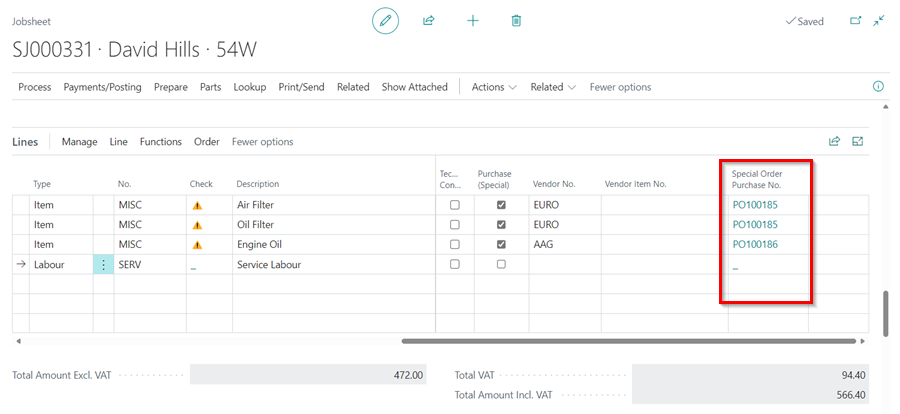 Jobsheet
Saved
SJ000331 · David Hills · 54W
Process Payments/Posting Prepare Parts Lookup Print/Send Related Show Attached Actions Related Fewer options
Lines Manage Line Functions Order Fewer options
Type No. Check Description Tec... Con... Purchase (Special) Vendor No. Vendor Item No. Special Order Purchase No.
Item MISC Air Filter EURO PO100185
Item MISC Oil Filter EURO PO100185
Item MISC Engine Oil AAG PO100186
Labour SERV _ Service Labour _
Total Amount Excl. VAT 472.00 Total VAT 94.40
Total Amount Incl. VAT 566.40